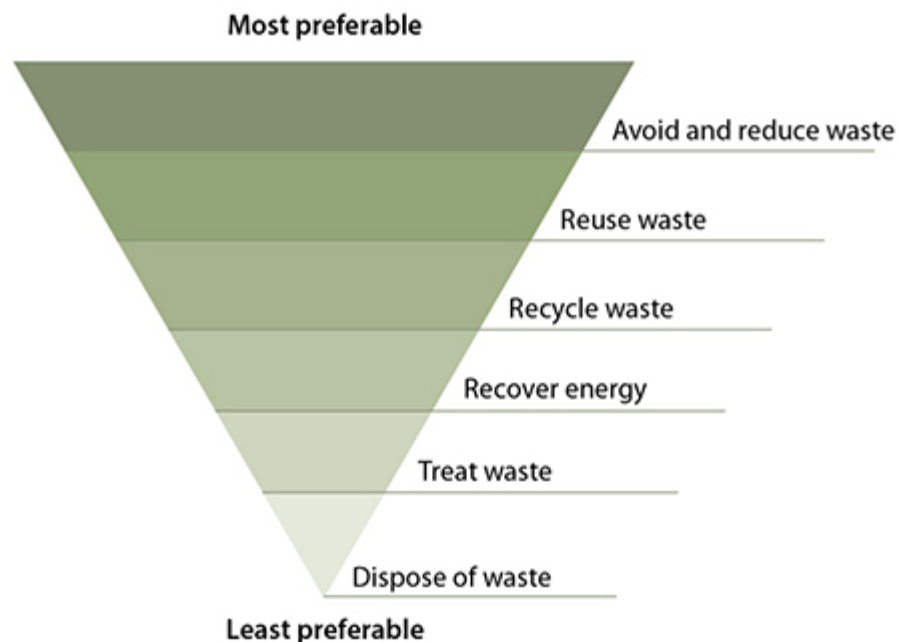 Most preferable
Avoid and reduce waste
Reuse waste
Recycle waste
Recover energy
Treat waste
Dispose of waste
Least preferable